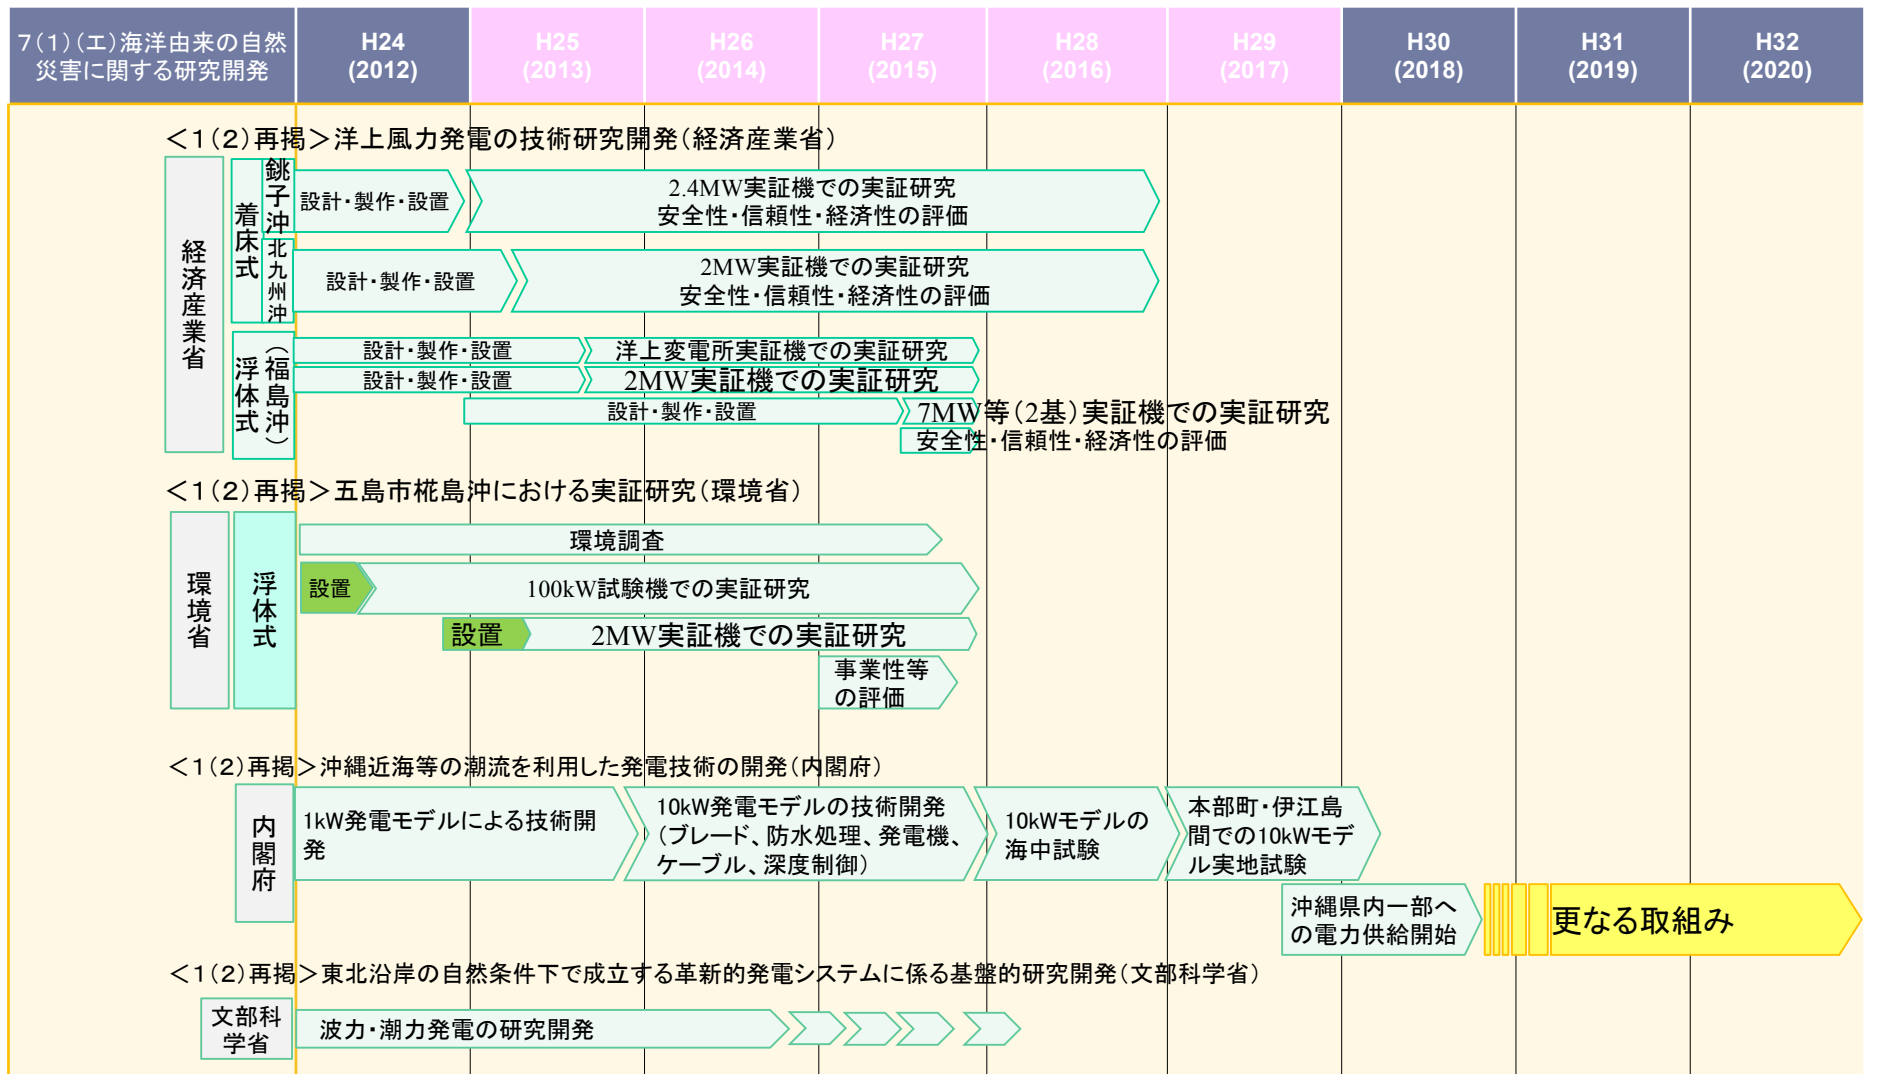 7(1)(エ)海洋由来の自然
災害に関する研究開発
H24
(2012)
H25
(2013)
H26
(2014)
H27
(2015)
H28
(2016)
H29
(2017)
H30
(2018)
H31
(2019)
H32
(2020)
＜1(2)再掲＞洋上風力発電の技術研究開発(経済産業省)
経済産業省
着床式
銚子沖
設計・製作・設置
2.4MW実証機での実証研究
安全性・信頼性・経済性の評価
北九州沖
設計・製作・設置
2MW実証機での実証研究
安全性・信頼性・経済性の評価
浮体式
(福島沖)
設計・製作・設置
洋上変電所実証機での実証研究
設計・製作・設置
2MW実証機での実証研究
設計・製作・設置
7MW等(2基)実証機での実証研究
安全性・信頼性・経済性の評価
＜1(2)再掲＞五島市椛島沖における実証研究(環境省)
環境省
浮体式
環境調査
設置
100kW試験機での実証研究
設置
2MW実証機での実証研究
事業性等
の評価
＜1(2)再掲＞沖縄近海等の潮流を利用した発電技術の開発(内閣府)
内閣府
1kW発電モデルによる技術開
発
10kW発電モデルの技術開発
(ブレード、防水処理、発電機、
ケーブル、深度制御)
10kWモデルの
海中試験
本部町・伊江島
間での10kWモデ
ル実地試験
沖縄県内一部へ
の電力供給開始
更なる取組み
＜1(2)再掲＞東北沿岸の自然条件下で成立する革新的発電システムに係る基盤的研究開発(文部科学省)
文部科
学省
波力・潮力発電の研究開発